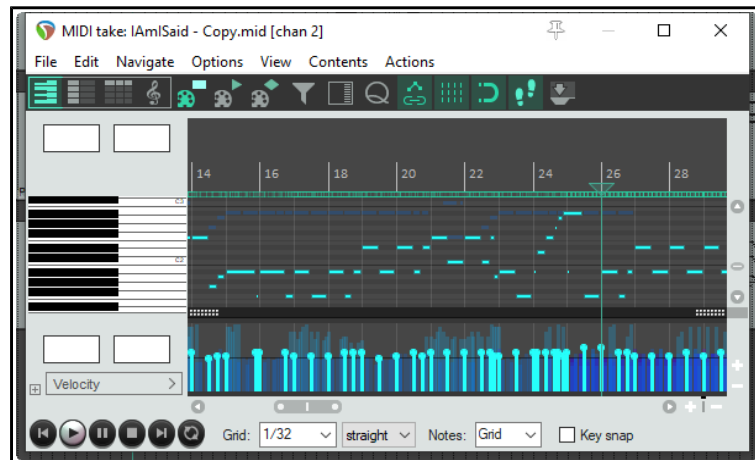 MIDI take: IAmISaid - Copy.mid [chan 2]
File Edit Navigate Options View Contents Actions
14 16 18 20 22 24 26 28
Velocity
Grid: 1/32 straight Notes: Grid Key snap